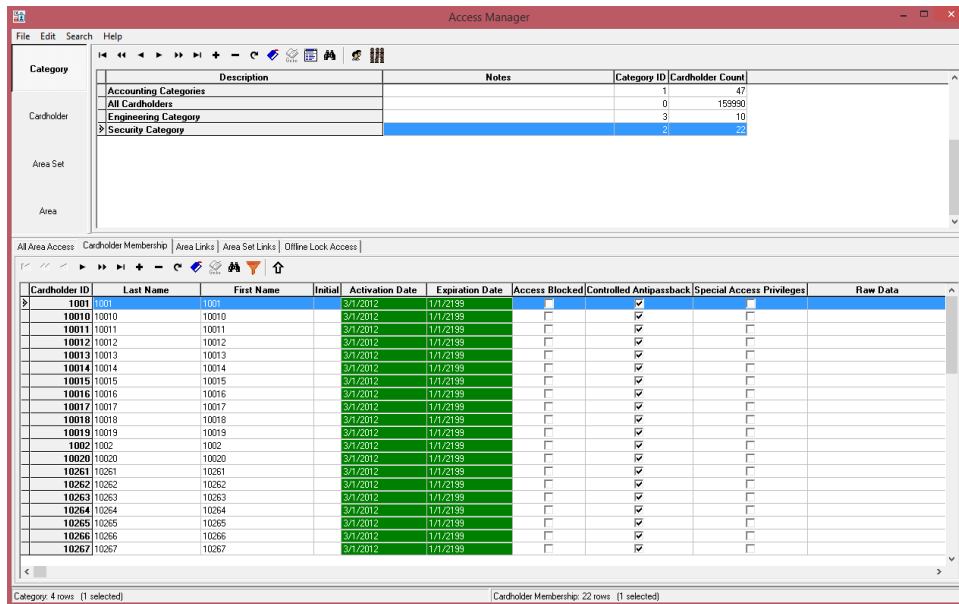 Access Manager
File Edit Search Help
Category
Cardholder
Area Set
Area
Description Notes Category ID Cardholder Count
Accounting Categories 1 47
All Cardholders 0 159990
Engineering Category 3 10
Security Category 2 22
All Area Access Cardholder Membership Area Links Area Set Links Offline Lock Access
Cardholder ID Last Name First Name Initial Activation Date Expiration Date Access Blocked Controlled Antipassback Special Access Privileges Raw Data
1001 1001 1001 3/1/2012 1/1/2199
10010 10010 10010 3/1/2012 1/1/2199
10011 10011 10011 3/1/2012 1/1/2199
10012 10012 10012 3/1/2012 1/1/2199
10013 10013 10013 3/1/2012 1/1/2199
10014 10014 10014 3/1/2012 1/1/2199
10015 10015 10015 3/1/2012 1/1/2199
10016 10016 10016 3/1/2012 1/1/2199
10017 10017 10017 3/1/2012 1/1/2199
10018 10018 10018 3/1/2012 1/1/2199
10019 10019 10019 3/1/2012 1/1/2199
1002 1002 1002 3/1/2012 1/1/2199
10020 10020 10020 3/1/2012 1/1/2199
10261 10261 10261 3/1/2012 1/1/2199
10262 10262 10262 3/1/2012 1/1/2199
10263 10263 10263 3/1/2012 1/1/2199
10264 10264 10264 3/1/2012 1/1/2199
10265 10265 10265 3/1/2012 1/1/2199
10266 10266 10266 3/1/2012 1/1/2199
10267 10267 10267 3/1/2012 1/1/2199
Category: 4 rows (1 selected) Cardholder Membership: 22 rows (1 selected)